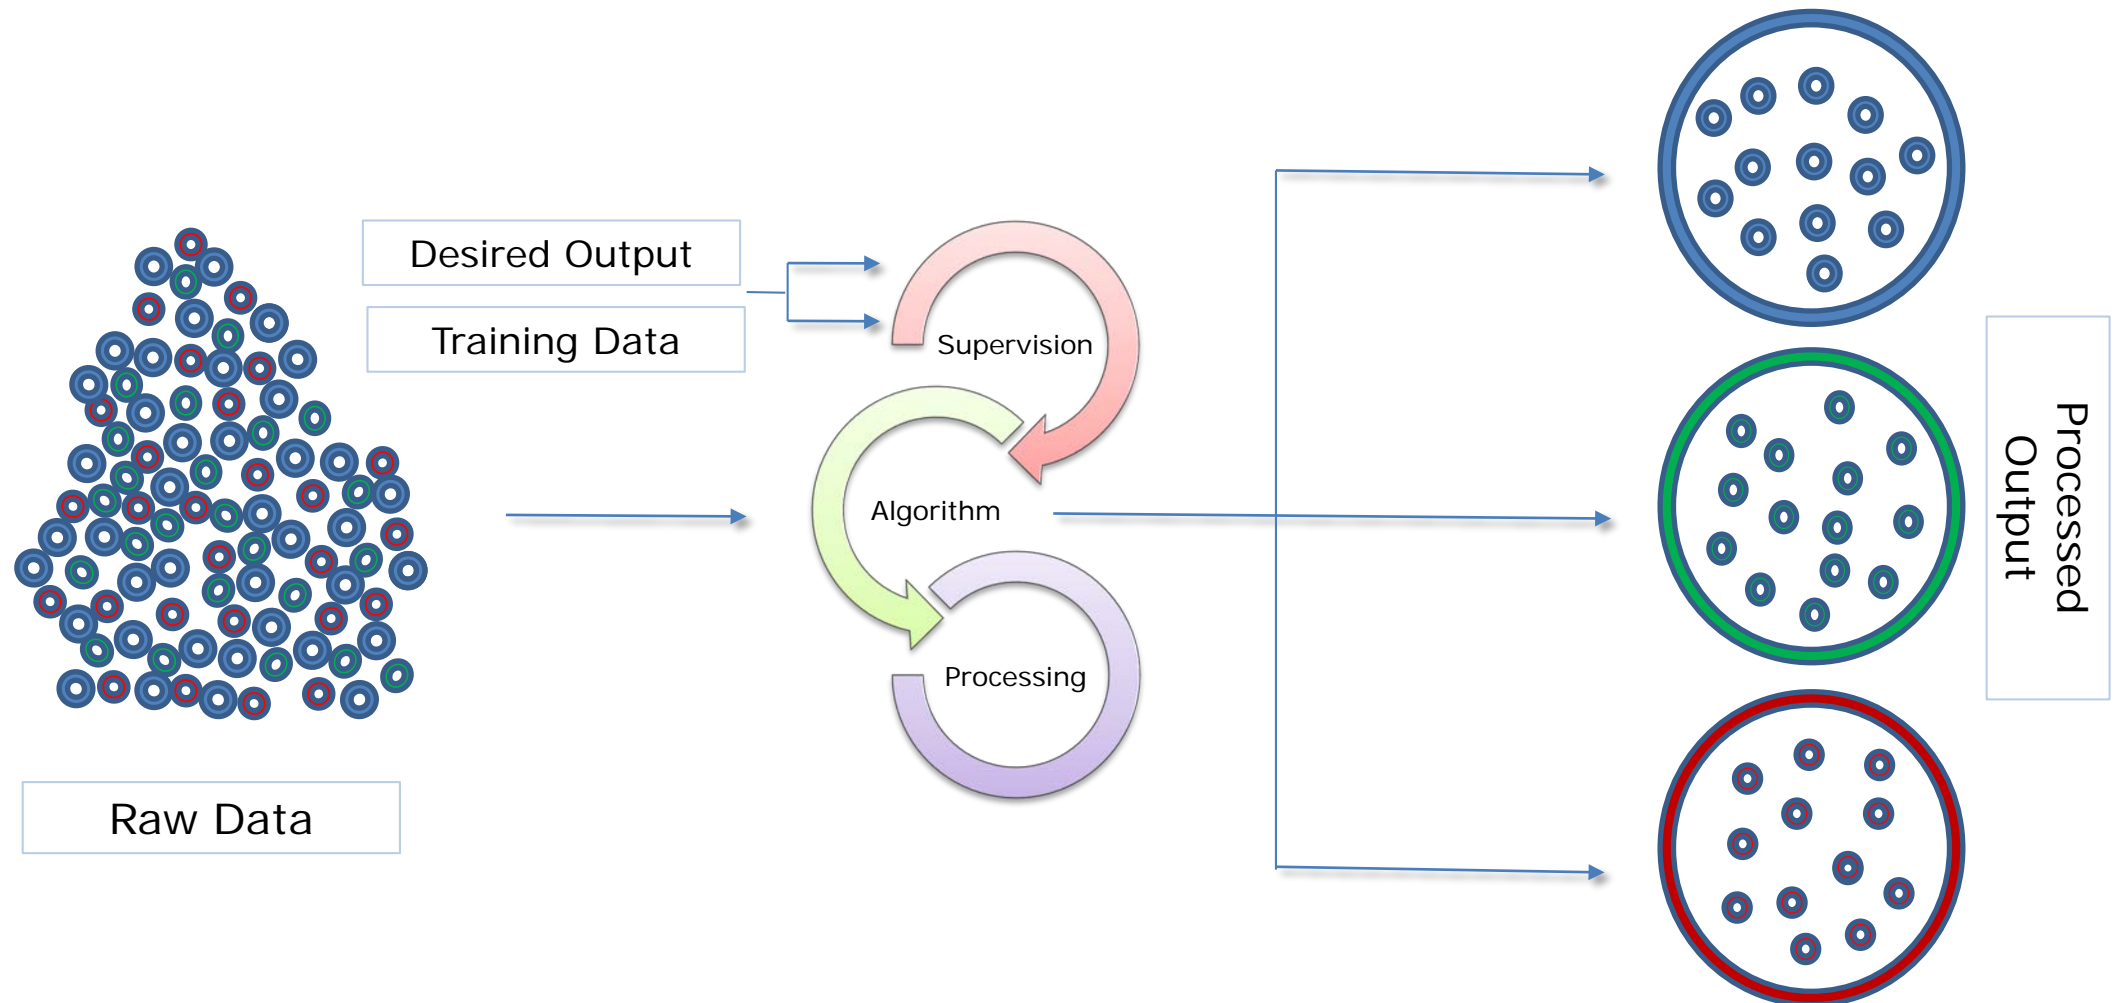 Desired Output
Training Data
Supervision
Algorithm
Processing
Raw Data
Processed
Output